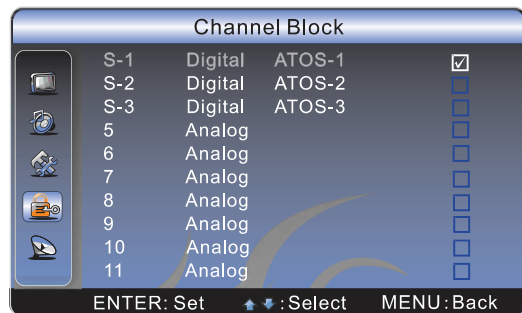 Channel Block
S-1 Digital ATOS-1
S-2 Digital ATOS-2
S-3 Digital ATOS-3
5 Analog
6 Analog
7 Analog
8 Analog
9 Analog
10 Analog
11 Analog
ENTER: Set :Select MENU:Back